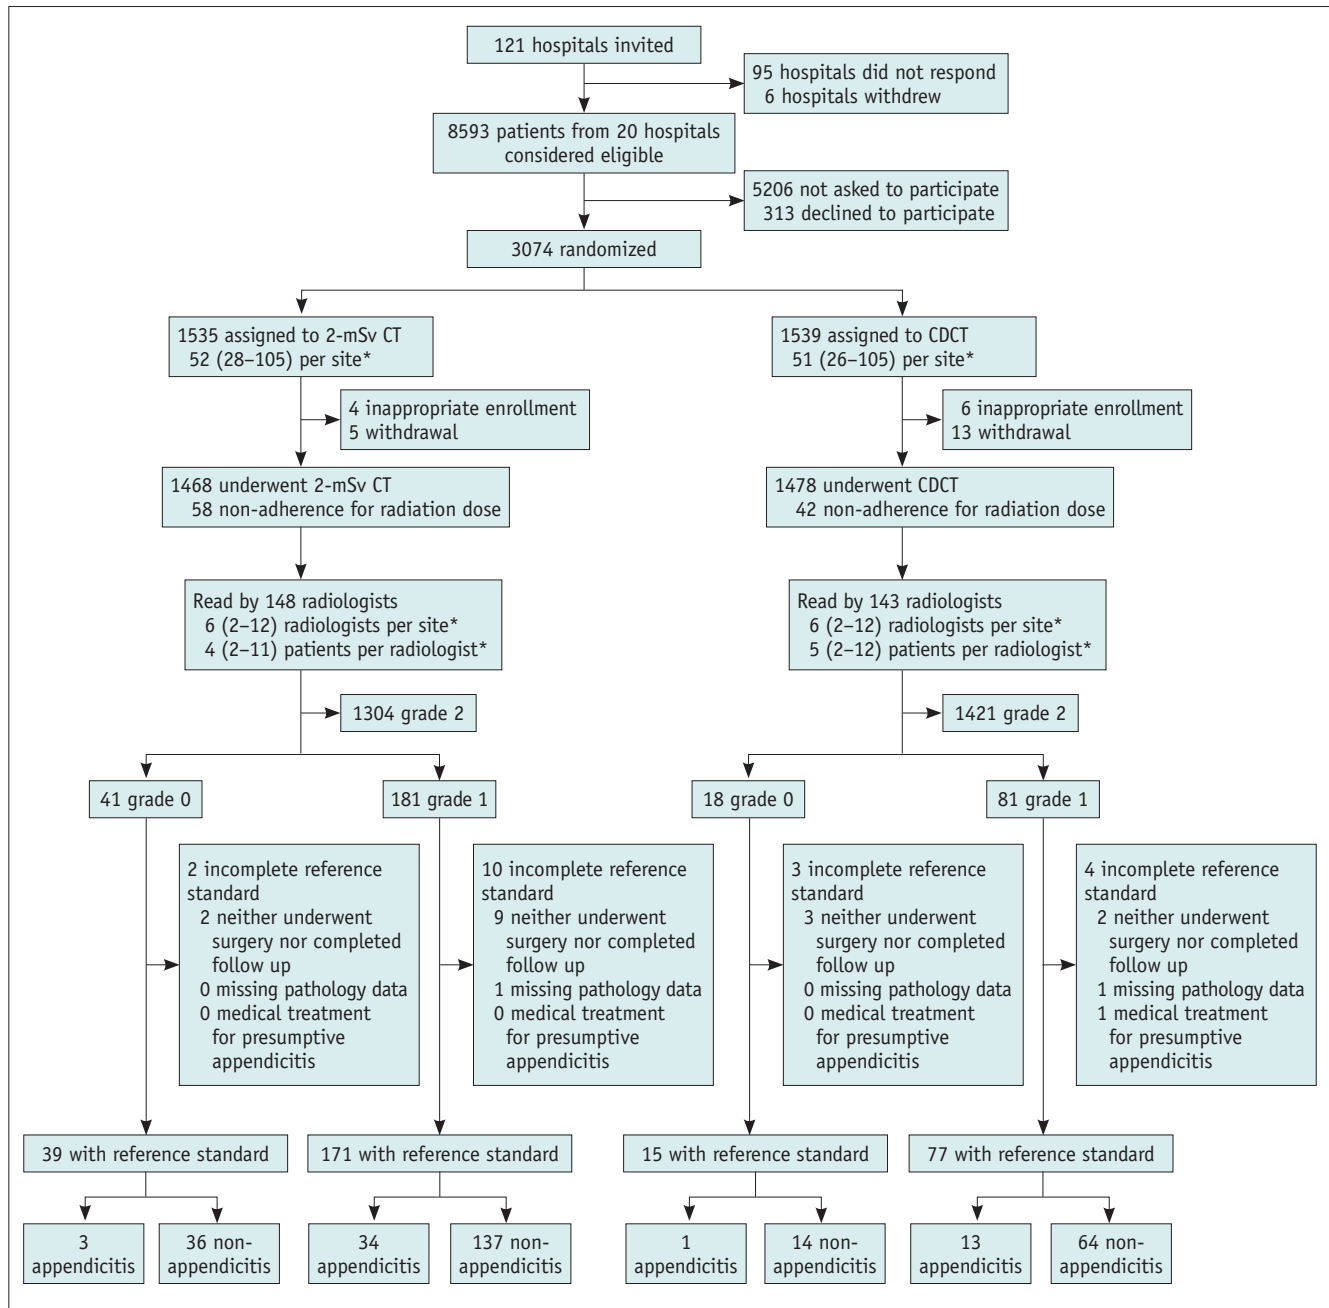 121 hospitals invited
95 hospitals did not respond
6 hospitals withdrew
8593 patients from 20 hospitals
considered eligible
5206 not asked to participate
313 declined to participate
3074 randomized
1535 assigned to 2-mSv CT
52 (28–105) per site*
1539 assigned to CDCT
51 (26–105) per site*
4 inappropriate enrollment
5 withdrawal
6 inappropriate enrollment
13 withdrawal
1468 underwent 2-mSv CT
58 non-adherence for radiation dose
1478 underwent CDCT
42 non-adherence for radiation dose
Read by 148 radiologists
6 (2–12) radiologists per site*
4 (2–11) patients per radiologist*
Read by 143 radiologists
6 (2–12) radiologists per site*
5 (2–12) patients per radiologist*
1304 grade 2
1421 grade 2
41 grade 0
181 grade 1
18 grade 0
81 grade 1
2 incomplete reference
standard
2 neither underwent
surgery nor completed
follow up
0 missing pathology data
0 medical treatment
for presumptive
appendicitis
10 incomplete reference
standard
9 neither underwent
surgery nor completed
follow up
1 missing pathology data
0 medical treatment
for presumptive
appendicitis
3 incomplete reference
standard
3 neither underwent
surgery nor completed
follow up
0 missing pathology data
0 medical treatment
for presumptive
appendicitis
4 incomplete reference
standard
2 neither underwent
surgery nor completed
follow up
1 missing pathology data
1 medical treatment
for presumptive
appendicitis
39 with reference standard
171 with reference standard
15 with reference standard
77 with reference standard
3
appendicitis
36 non-
appendicitis
34
appendicitis
137 non-
appendicitis
1
appendicitis
14 non-
appendicitis
13
appendicitis
64 non-
appendicitis